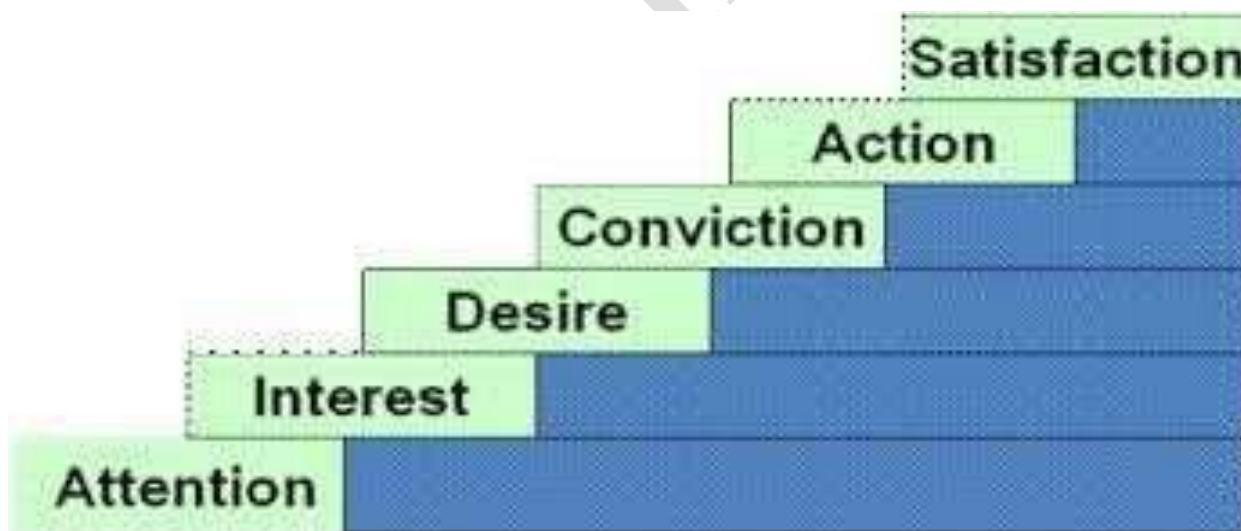 Satisfaction
Action
Conviction
Desire
Interest
Attention